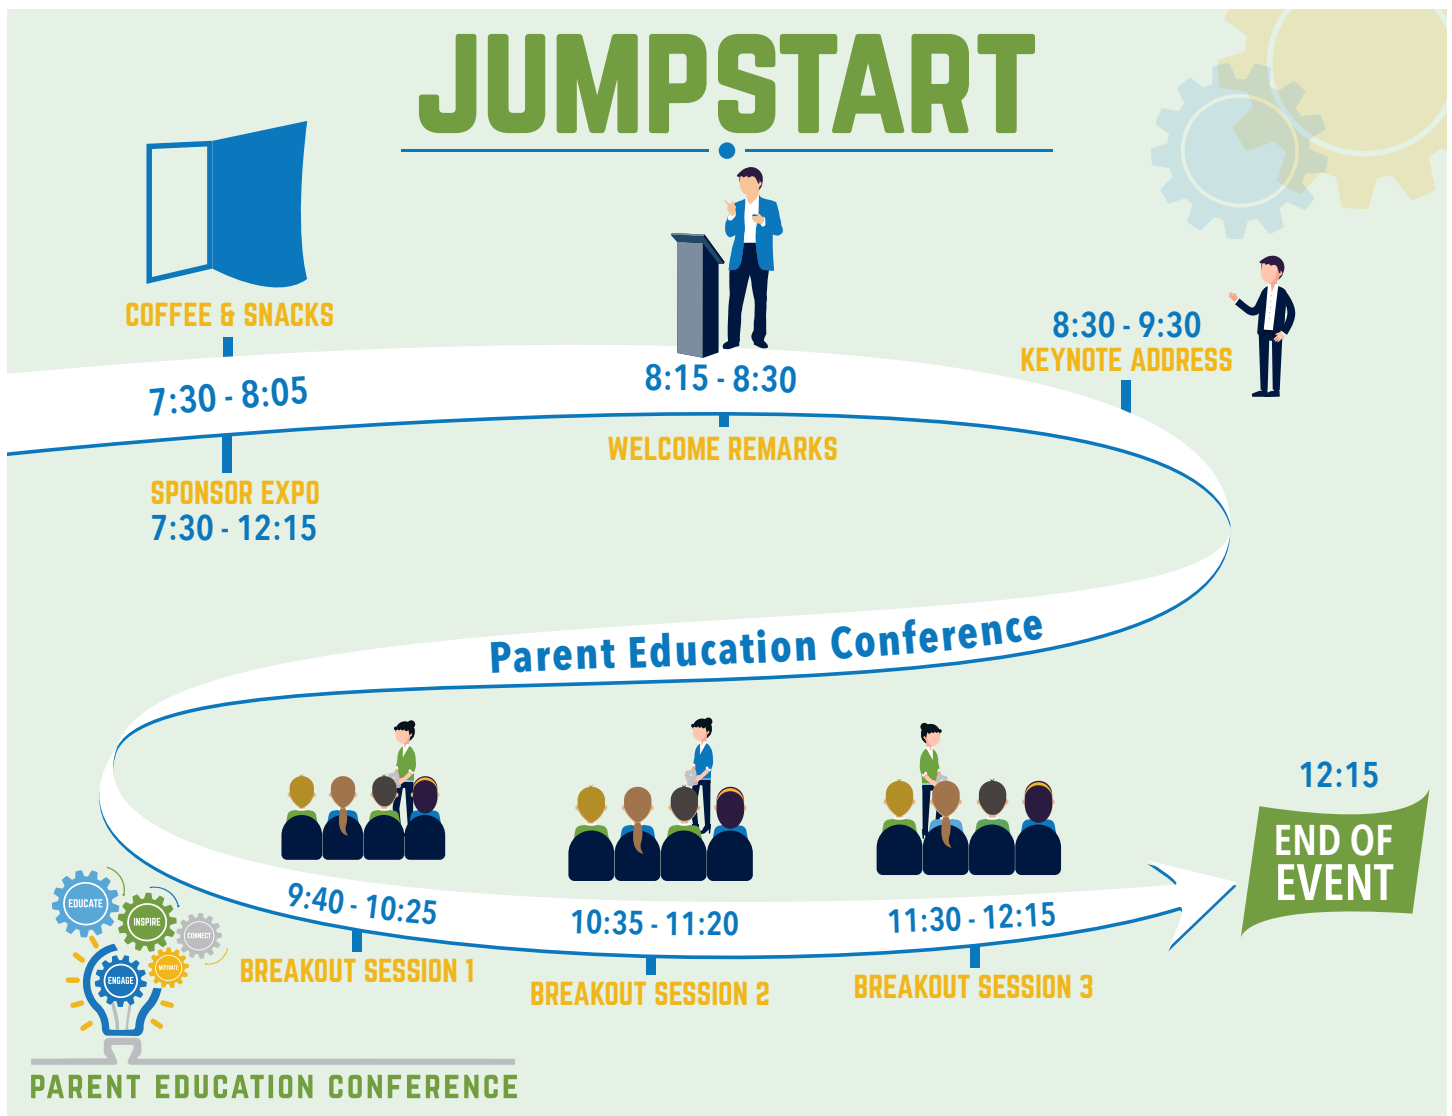 JUMPSTART
COFFEE & SNACKS
7:30 - 8:05
SPONSOR EXPO
7:30 - 12:15
8:15 - 8:30
WELCOME REMARKS
8:30 - 9:30
KEYNOTE ADDRESS
Parent Education Conference
9:40 - 10:25
BREAKOUT SESSION 1
10:35 - 11:20
BREAKOUT SESSION 2
11:30 - 12:15
BREAKOUT SESSION 3
12:15
END OF
EVENT
EDUCATE
INSPIRE
CONNECT
MOTIVATE
ENGAGE
PARENT EDUCATION CONFERENCE